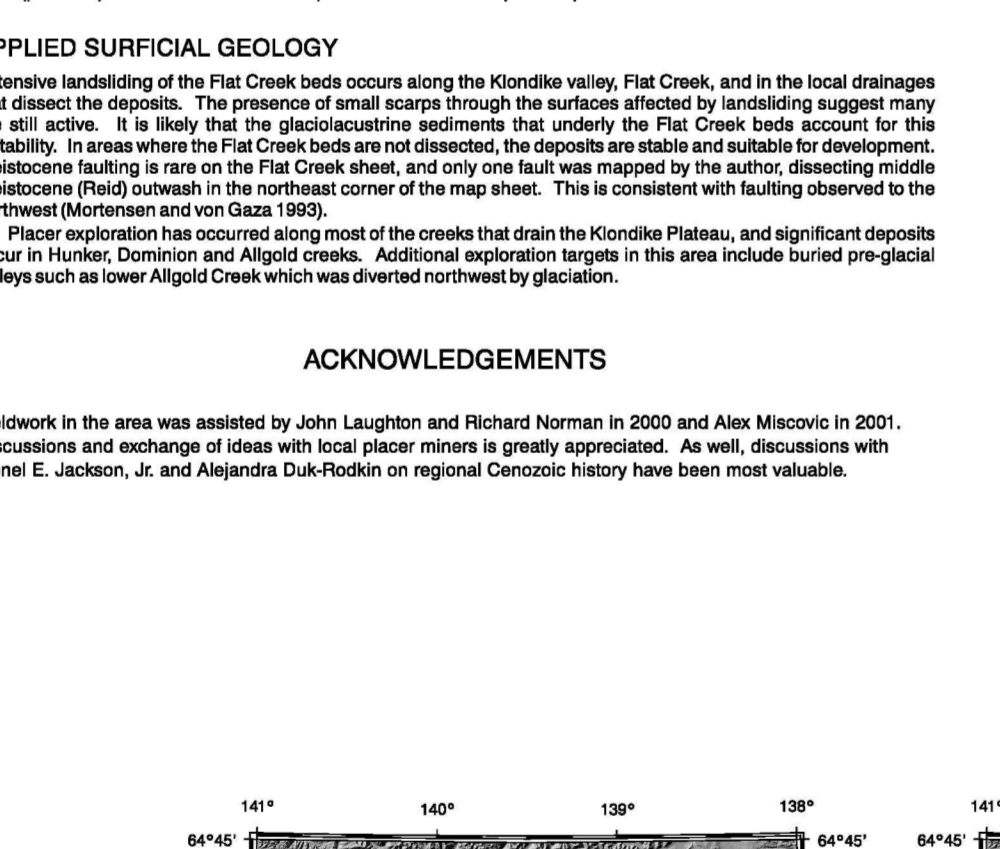 PPLIED SURFICIAL GEOLOGY
tensive landsliding of the Flat Creek beds occurs along the Klondike valley, Flat Creek, and in the local drainages
t dissect the deposits. The presence of small scarps through the surfaces affected by landsliding suggest many
still active. It is likely that the glaciolacustrine sediments that underly the Flat Creek beds account for this
tability. In areas where the Flat Creek beds are not dissected, the deposits are stable and suitable for development.
istocene faulting is rare on the Flat Creek sheet, and only one fault was mapped by the author, dissecting middle
istocene (Reid) outwash in the northeast corner of the map sheet. This is consistent with faulting observed to the
rthwest (Mortensen and von Gaza 1993).
Placer exploration has occurred along most of the creeks that drain the Klondike Plateau, and significant deposits
cur in Hunker, Dominion and Allgold creeks. Additional exploration targets in this area include buried pre-glacial
leys such as lower Allgold Creek which was diverted northwest by glaciation.
ACKNOWLEDGEMENTS
ldwork in the area was assisted by John Laughton and Richard Norman in 2000 and Alex Miscovic in 2001.
scussions and exchange of ideas with local placer miners is greatly appreciated. As well, discussions with
nel E. Jackson, Jr. and Alejandra Duk-Rodkin on regional Cenozoic history have been most valuable.
141° 140° 139° 138° 141°
64°45' 64°45' 64°45'